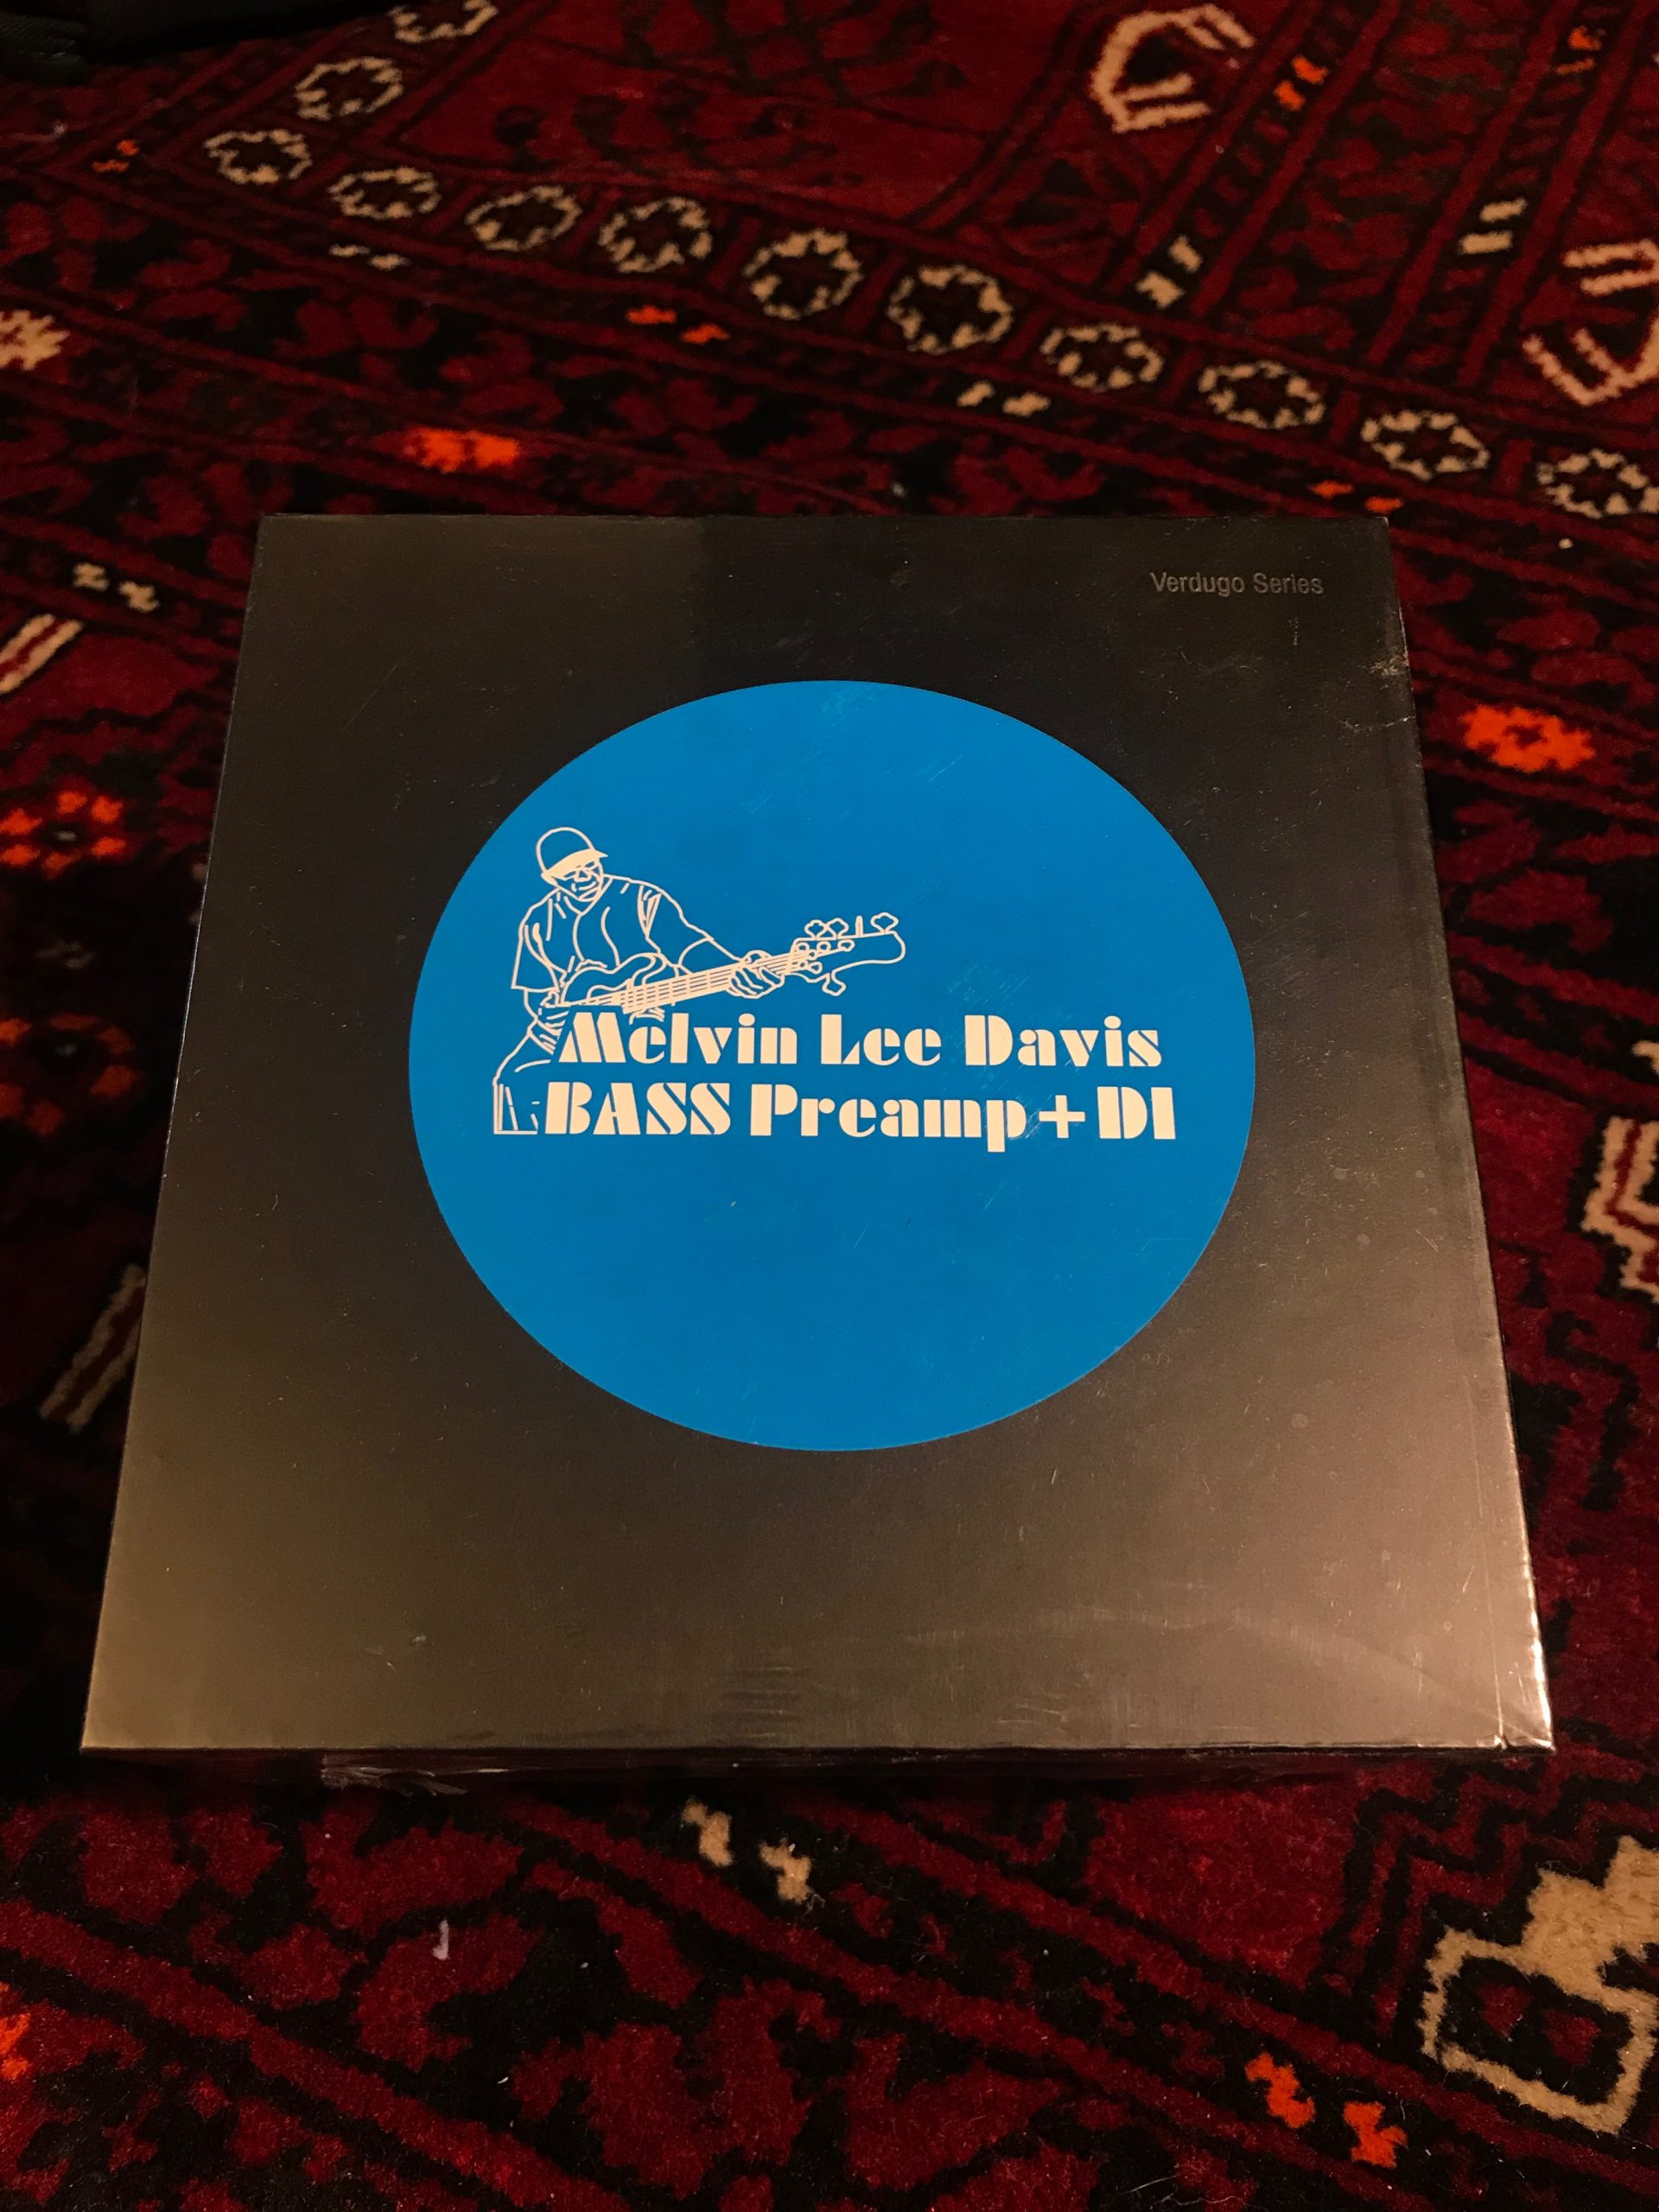 Verdugo Series
Melvin Lee Davis
BASS Preamp+DI